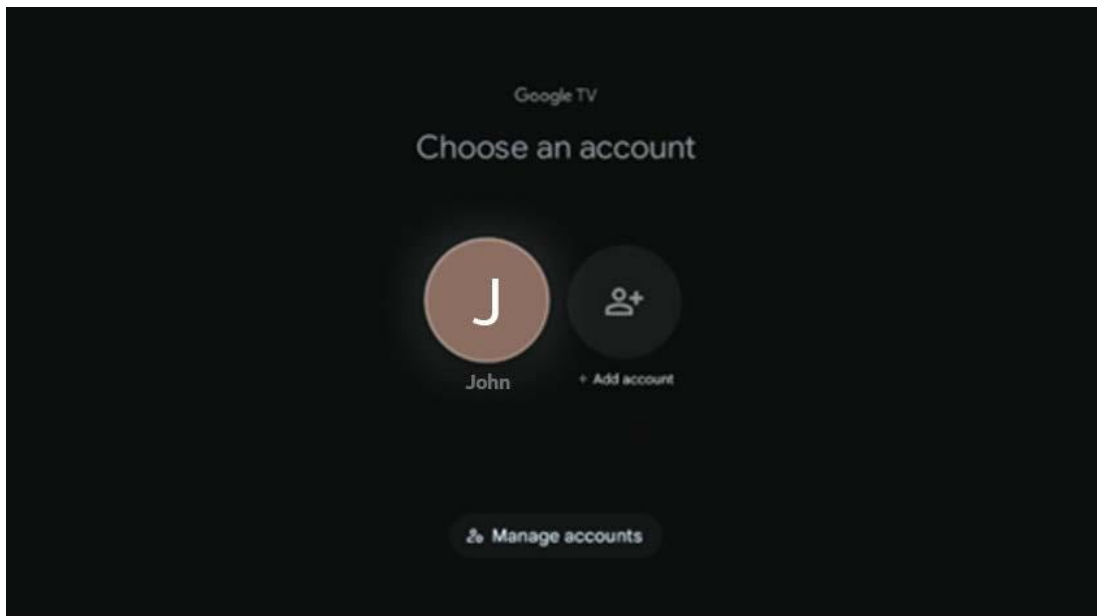 Google TV
Choose an account
J
John
+ Add account
Manage accounts